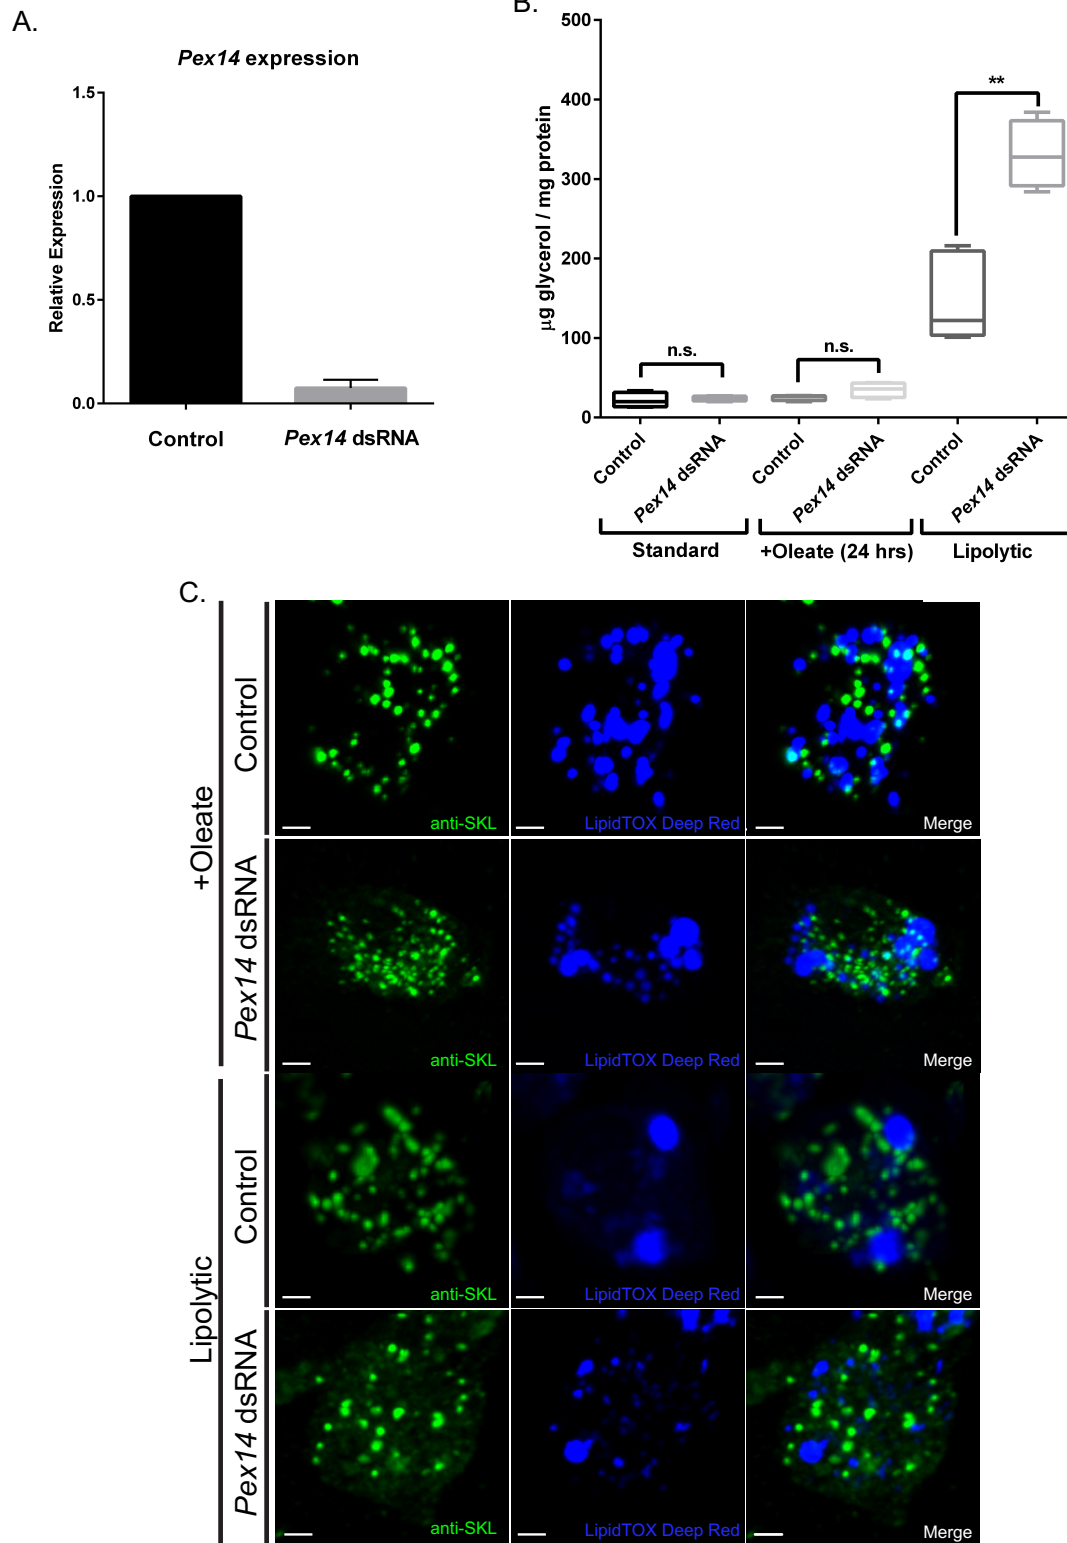 A.
Pex14 expression
Relative Expression
1.5
1.0
0.5
0.0
Control
Pex14 dsRNA
B.
μg glycerol / mg protein
500
400
300
200
100
0
n.s.
n.s.
**
Control
Pex14 dsRNA
Control
Pex14 dsRNA
Control
Pex14 dsRNA
Standard
+Oleate (24 hrs)
Lipolytic
C.
+Oleate
Control
anti-SKL
LipidTOX Deep Red
Merge
Pex14 dsRNA
anti-SKL
LipidTOX Deep Red
Merge
Lipolytic
Control
anti-SKL
LipidTOX Deep Red
Merge
Pex14 dsRNA
anti-SKL
LipidTOX Deep Red
Merge